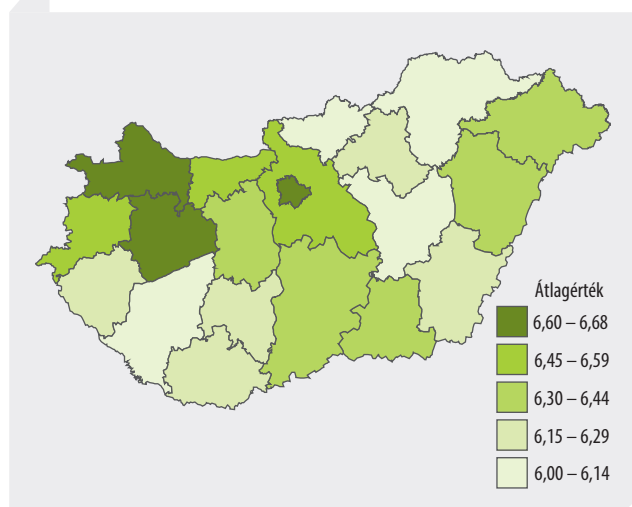 Átlagérték
6,60 – 6,68
6,45 – 6,59
6,30 – 6,44
6,15 – 6,29
6,00 – 6,14